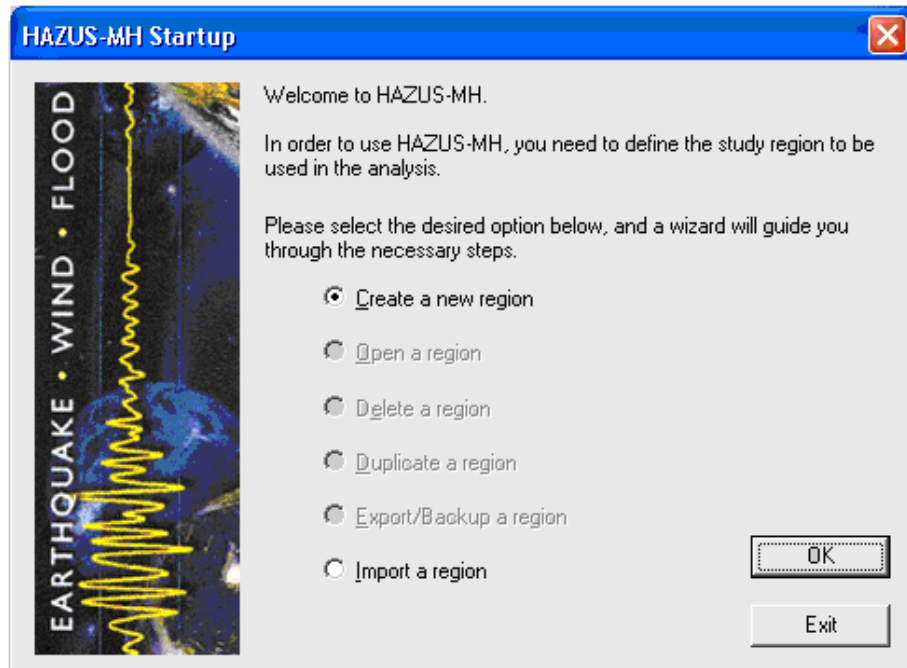 HAZUS-MH Startup
EARTHQUAKE • WIND • FLOOD
Welcome to HAZUS-MH.
In order to use HAZUS-MH, you need to define the study region to be
used in the analysis.
Please select the desired option below, and a wizard will guide you
through the necessary steps.
Create a new region
Open a region
Delete a region
Duplicate a region
Export/Backup a region
Import a region
OK
Exit